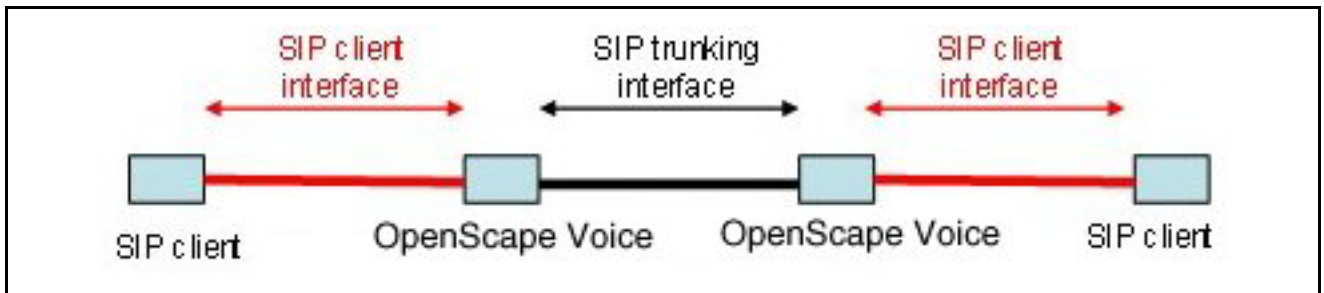 SIP client
interface
SIP trunking
interface
SIP client
interface
SIP client
OpenScape Voice
OpenScape Voice
SIP client